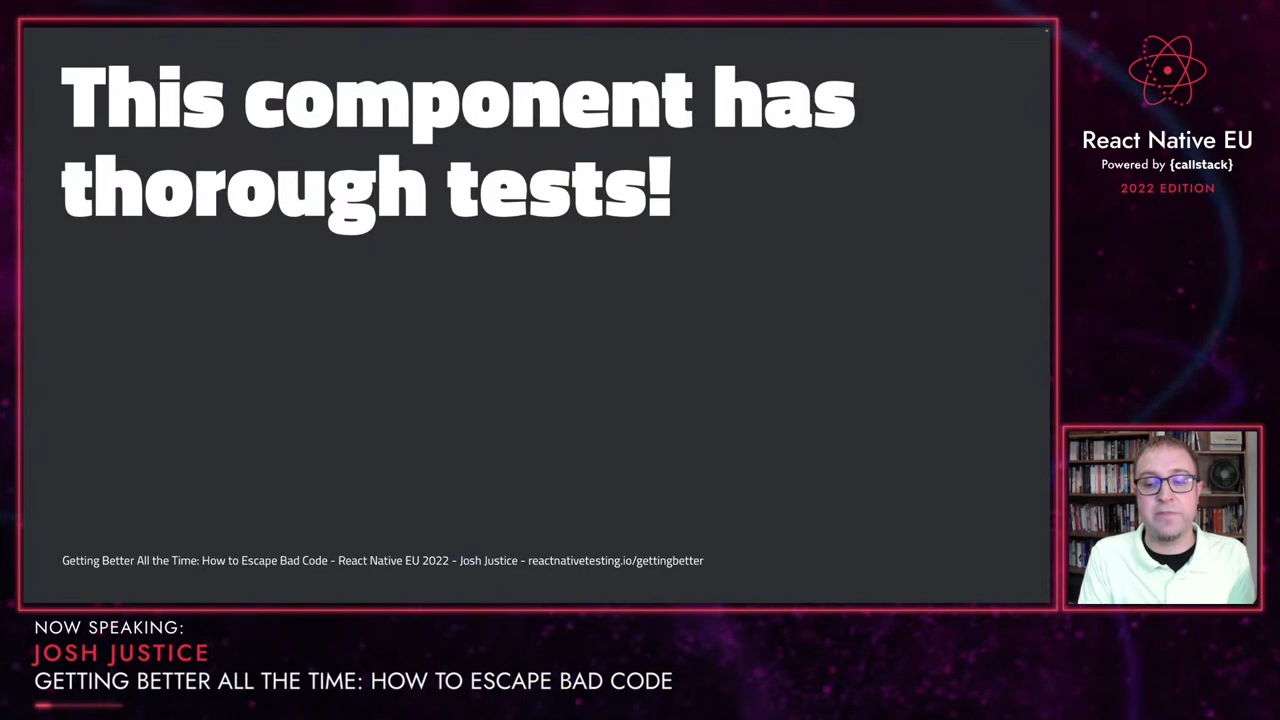 This component has
thorough tests!
Getting Better All the Time: How to Escape Bad Code - React Native EU 2022 - Josh Justice - reactnativetesting.io/gettingbetter
React Native EU
Powered by {callstack}
2022 EDITION
NOW SPEAKING:
JOSH JUSTICE
GETTING BETTER ALL THE TIME: HOW TO ESCAPE BAD CODE